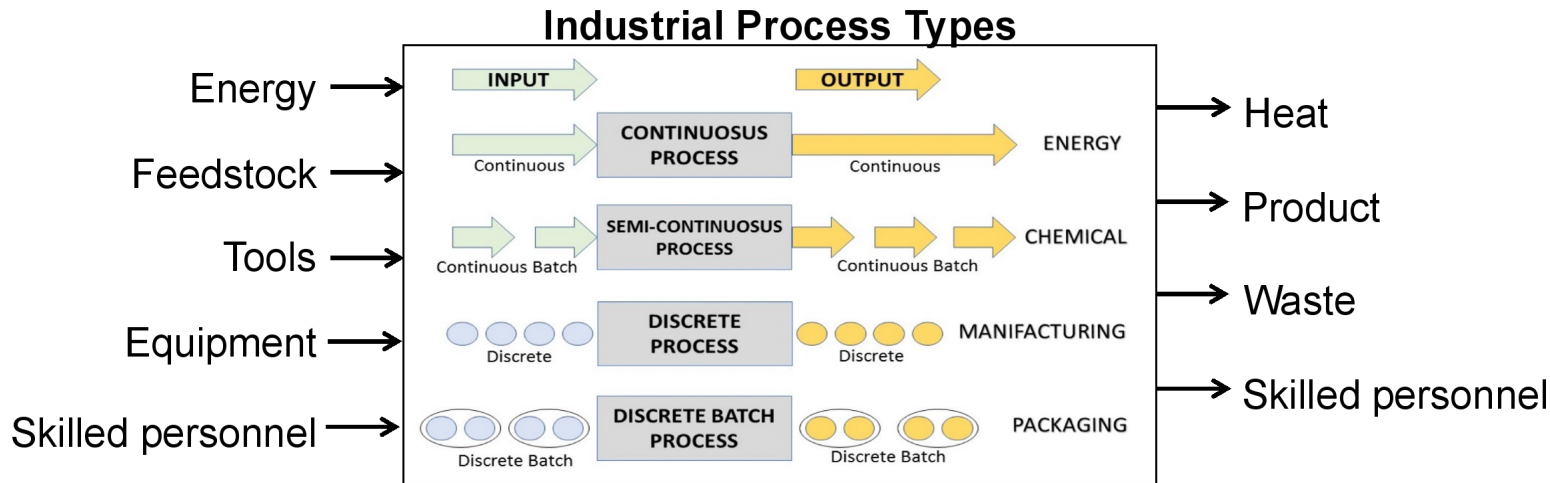 Industrial Process Types
Energy
Feedstock
Tools
Equipment
Skilled personnel
INPUT
OUTPUT
CONTINUOSUS
PROCESS
Continuous
Continuous
ENERGY
SEMI-CONTINUOSUS
PROCESS
Continuous Batch
Continuous Batch
CHEMICAL
DISCRETE
PROCESS
Discrete
Discrete
MANIFACTURING
DISCRETE BATCH
PROCESS
Discrete Batch
Discrete Batch
PACKAGING
Heat
Product
Waste
Skilled personnel